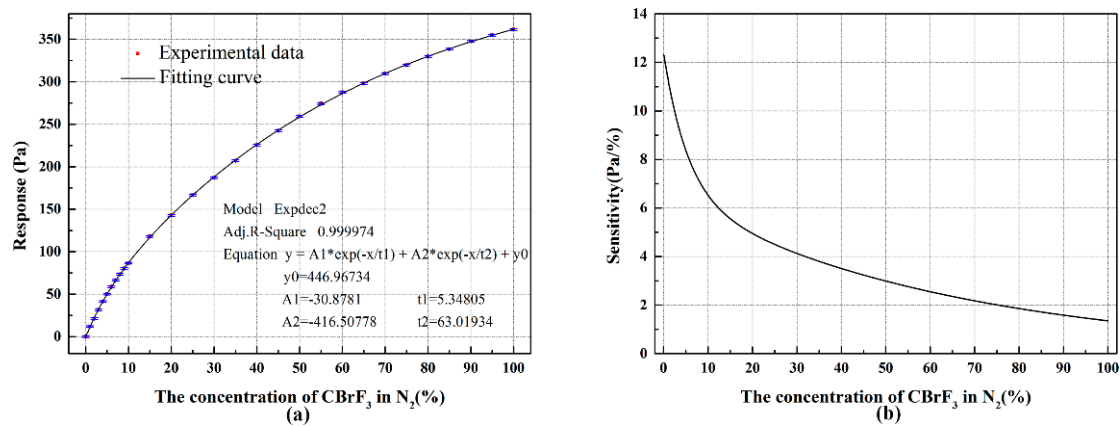 350
300
250
200
150
100
50
0
Response (Pa)
Experimental data
Fitting curve
Model Expdec2
Adj.R-Square 0.999974
Equation y = A1*exp(-x/t1) + A2*exp(-x/t2) + y0
y0=446.96734
A1=-30.8781 t1=5.34805
A2=-416.50778 t2=63.01934
0 10 20 30 40 50 60 70 80 90 100
The concentration of CBrF3 in N2(%)
(a)
14
12
10
8
6
4
2
0
Sensitivity(Pa/%)
0 10 20 30 40 50 60 70 80 90 100
The concentration of CBrF3 in N2(%)
(b)